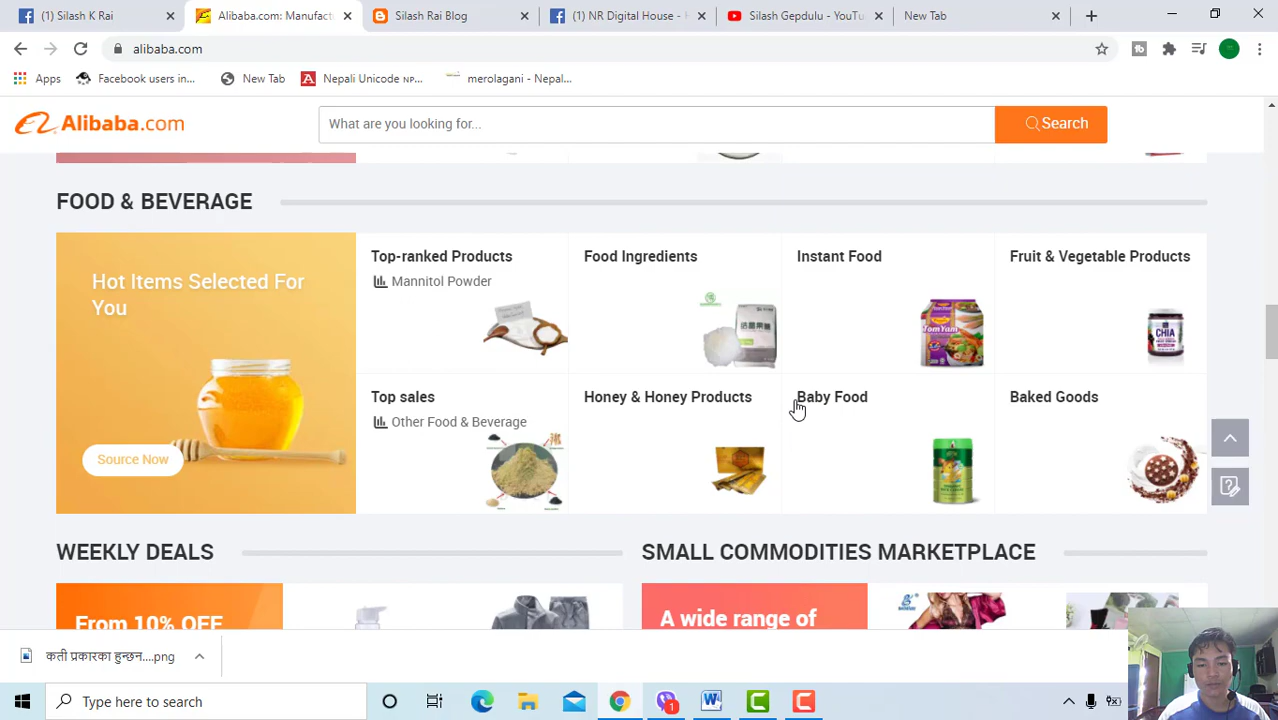 (1) Silash K Rai
Alibaba.com: Manufact
Silash Rai Blog
(1) NR Digital House - H
Silash Gepdulu - YouTu
New Tab
alibaba.com
Apps
Facebook users in...
New Tab
Nepali Unicode नेपा...
merolagani - Nepal...
Alibaba.com
What are you looking for...
Search
FOOD & BEVERAGE
Hot Items Selected For
You
Source Now
Top-ranked Products
Mannitol Powder
Food Ingredients
Instant Food
TomYam
Fruit & Vegetable Products
CHIA
Top sales
Other Food & Beverage
Honey & Honey Products
Baby Food
Baked Goods
WEEKLY DEALS
From 10% OFF
SMALL COMMODITIES MARKETPLACE
A wide range of
कती प्रकारका हुन्छन....png
Type here to search
1